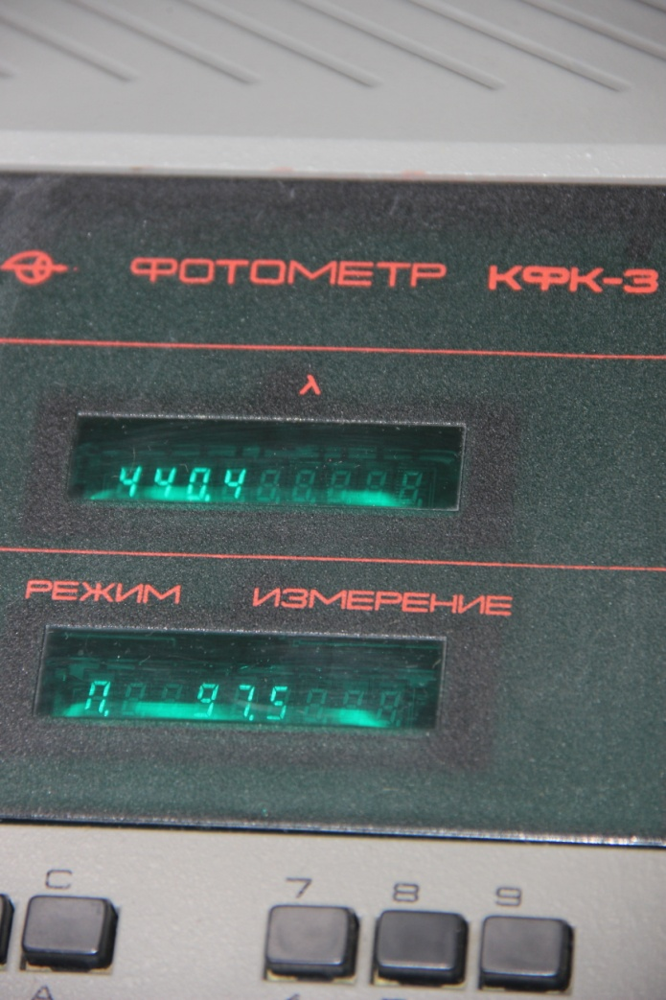 ФОТОМЕТР КФК-3
λ
440.4
РЕЖИМ ИЗМЕРЕНИЕ
П. 97.5
C 7 8 9